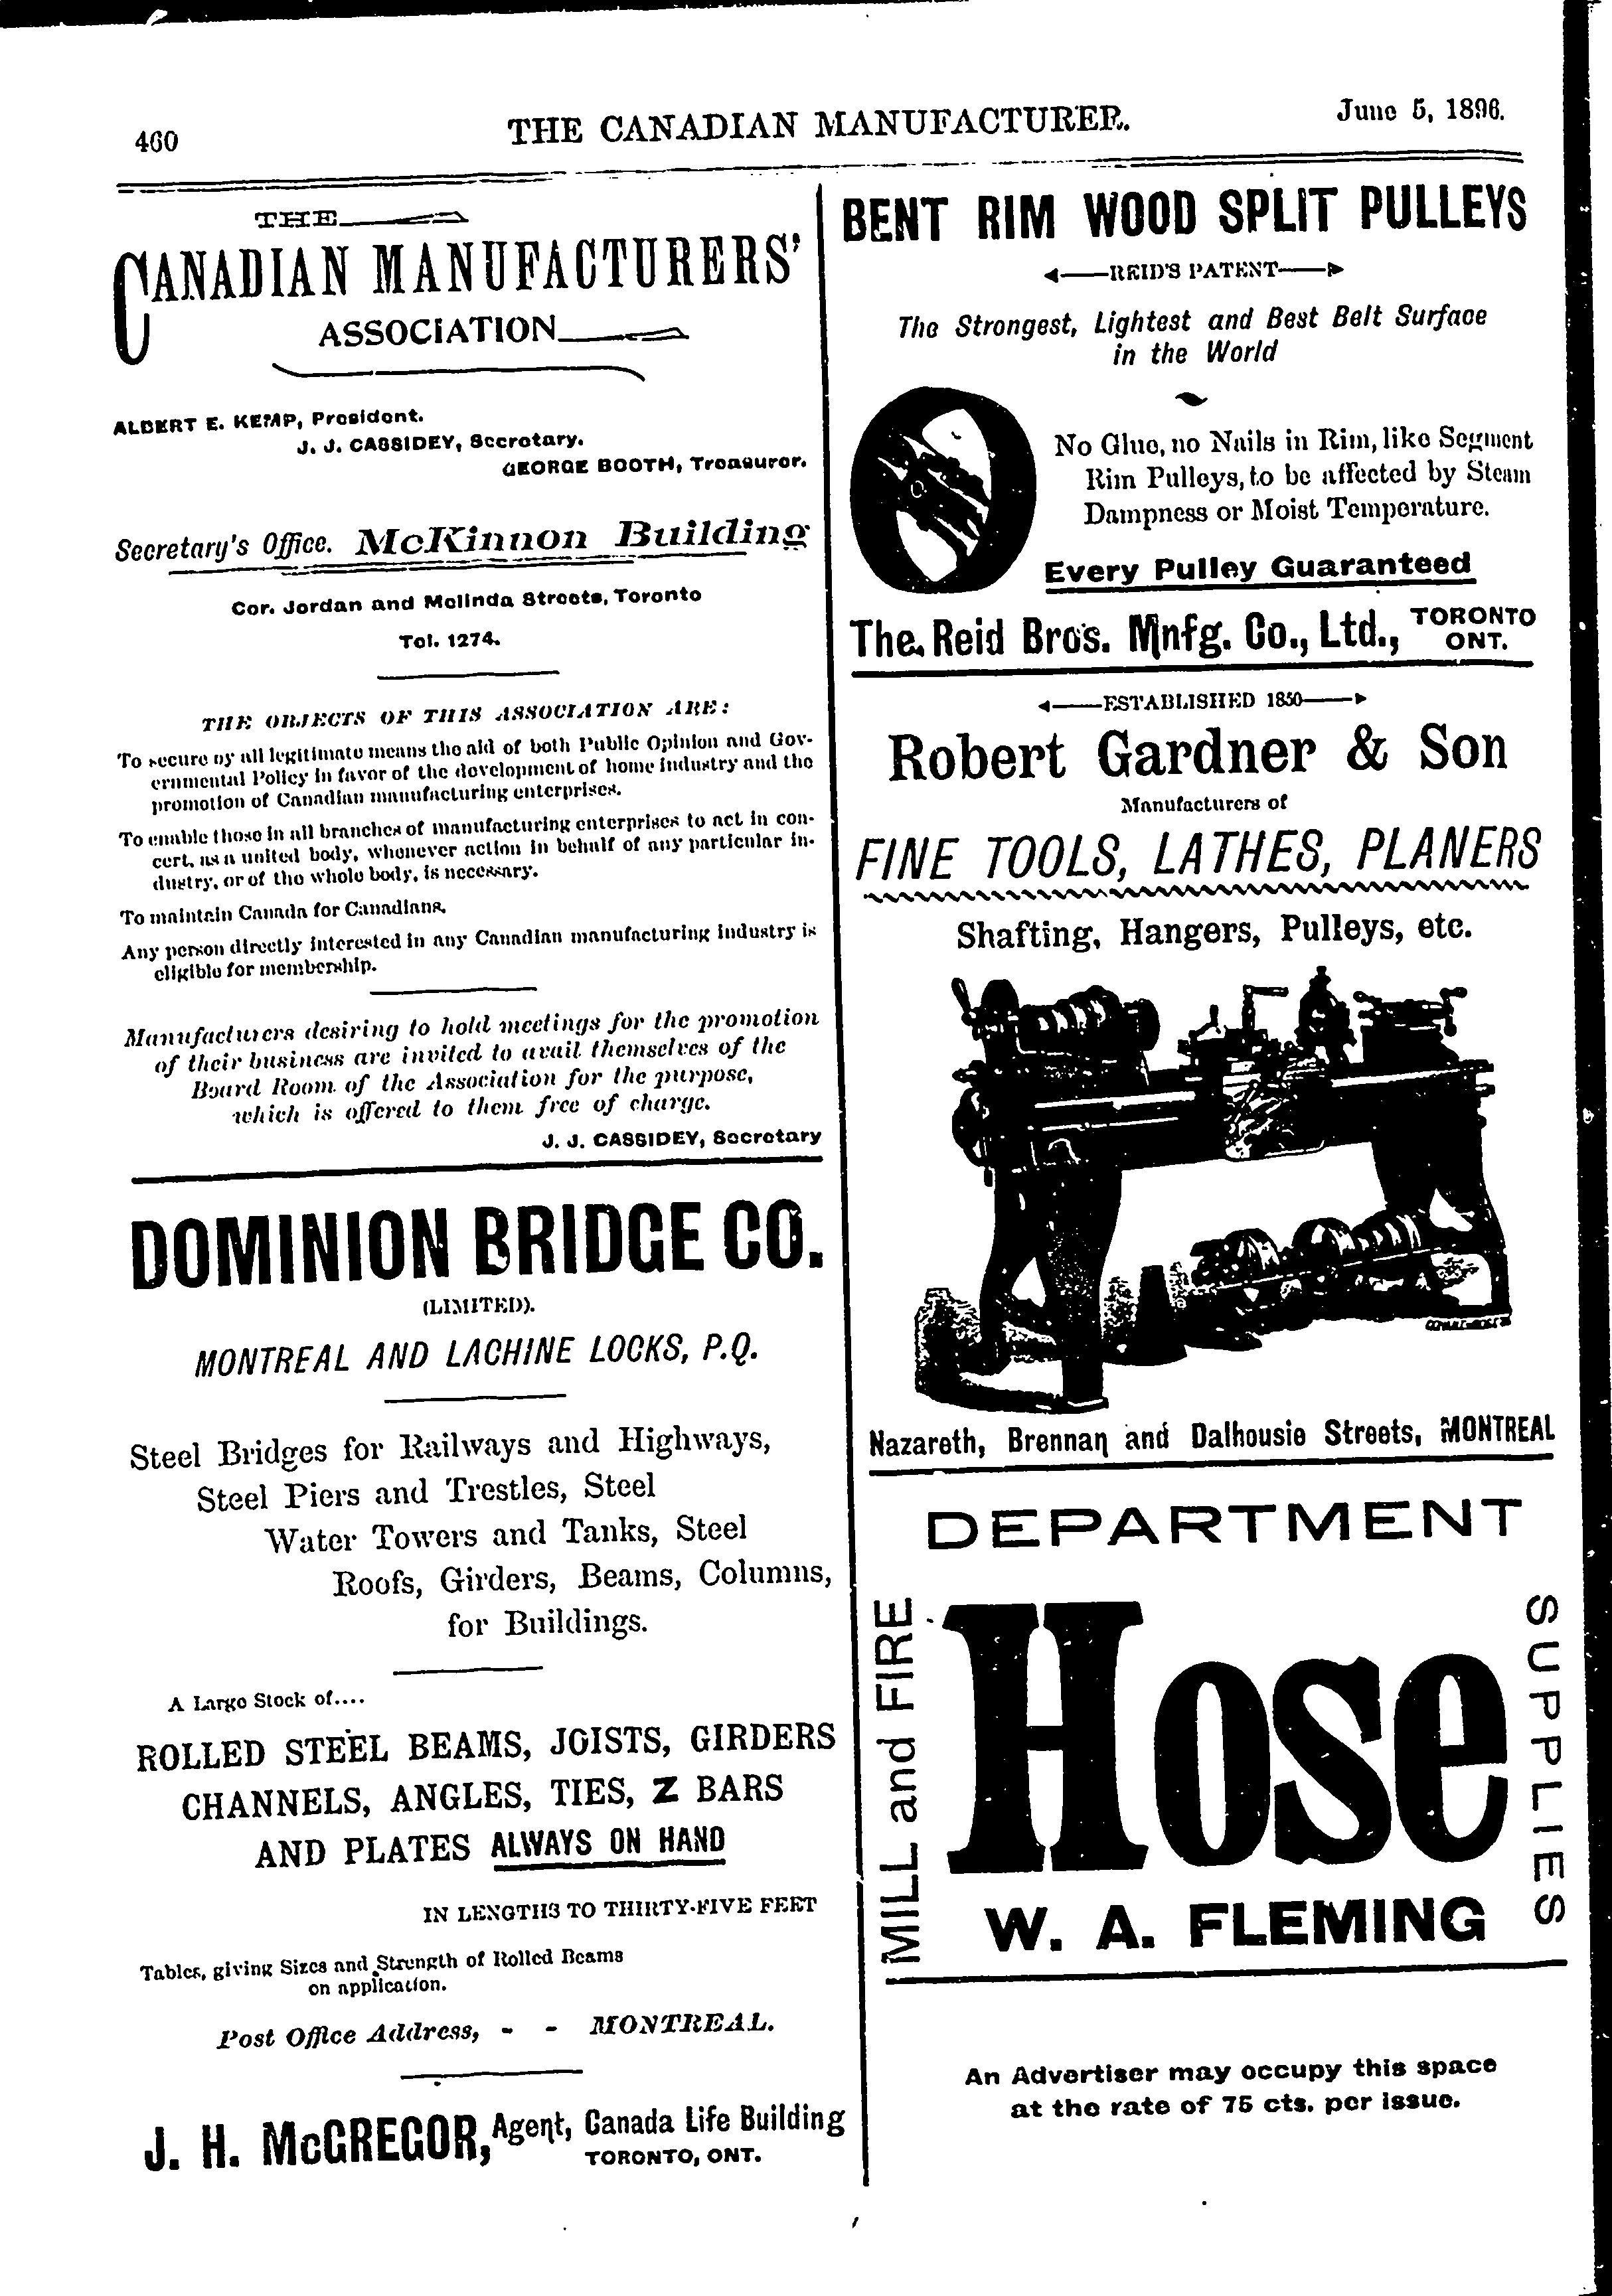 460
THE CANADIAN MANUFACTURER.
June 5, 1896.
THE
CANADIAN MANUFACTURERS'
ASSOCIATION
ALBERT E. KEMP, President.
J. J. CASSIDEY, Secretary.
GEORGE BOOTH, Treasurer.
Secretary's Office. McKinnon Building
Cor. Jordan and Melinda Streets, Toronto
Tel. 1274.
THE OBJECTS OF THIS ASSOCIATION ARE:
To secure by all legitimate means the aid of both Public Opinion and Gov-
ernmental Policy in favor of the development of home industry and the
promotion of Canadian manufacturing enterprises.
To enable those in all branches of manufacturing enterprises to act in con-
cert, as a united body, whenever action in behalf of any particular in-
dustry, or of the whole body, is necessary.
To maintain Canada for Canadians.
Any person directly interested in any Canadian manufacturing industry is
eligible for membership.
Manufacturers desiring to hold meetings for the promotion
of their business are invited to avail themselves of the
Board Room of the Association for the purpose,
which is offered to them free of charge.
J. J. CASSIDEY, Secretary
DOMINION BRIDGE CO.
(LIMITED).
MONTREAL AND LACHINE LOCKS, P.Q.
Steel Bridges for Railways and Highways,
Steel Piers and Trestles, Steel
Water Towers and Tanks, Steel
Roofs, Girders, Beams, Columns,
for Buildings.
A Large Stock of....
ROLLED STEEL BEAMS, JOISTS, GIRDERS
CHANNELS, ANGLES, TIES, Z BARS
AND PLATES ALWAYS ON HAND
IN LENGTHS TO THIRTY-FIVE FEET
Tables, giving Sizes and Strength of Rolled Beams
on application.
Post Office Address, - - MONTREAL.
J. H. McGREGOR, Agent, Canada Life Building
TORONTO, ONT.
BENT RIM WOOD SPLIT PULLEYS
REID'S PATENT
The Strongest, Lightest and Best Belt Surface
in the World
No Glue, no Nails in Rim, like Segment
Rim Pulleys, to be affected by Steam
Dampness or Moist Temperature.
Every Pulley Guaranteed
The Reid Bros. Mnfg. Co., Ltd., TORONTO
ONT.
ESTABLISHED 1850
Robert Gardner & Son
Manufacturers of
FINE TOOLS, LATHES, PLANERS
Shafting, Hangers, Pulleys, etc.
Nazareth, Brennan and Dalhousie Streets, MONTREAL
DEPARTMENT
MILL and FIRE
Hose
SUPPLIES
W. A. FLEMING
An Advertiser may occupy this space
at the rate of 75 cts. per issue.